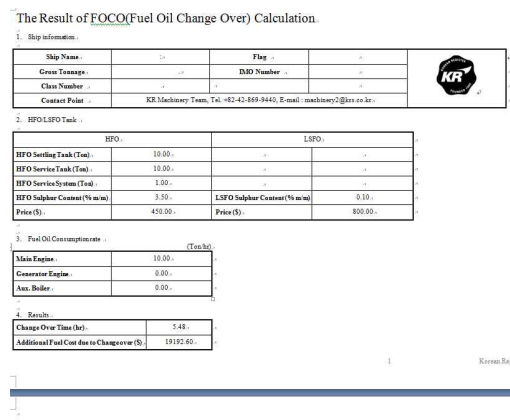 The Result of FOCO(Fuel Oil Change Over) Calculation
1. Ship information
Ship Name Flag
Gross Tonnage IMO Number
Class Number
Contact Point KR Machinery Team, Tel. +82-42-869-9440, E-mail : machinery2@krs.co.kr
KR
2. HFO/LSFO Tank
HFO LSFO
HFO Settling Tank (Ton) 10.00
HFO Service Tank (Ton) 10.00
HFO Service System (Ton) 1.00
HFO Sulphur Content (% m/m) 3.50 LSFO Sulphur Content (% m/m) 0.10
Price ($) 450.00 Price ($) 800.00
3. Fuel Oil Consumption rate
(Ton/hr)
Main Engine 10.00
Generator Engine 0.00
Aux. Boiler 0.00
4. Results
Change Over Time (hr) 5.48
Additional Fuel Cost due to Changeover ($) 19192.60
1 Korean